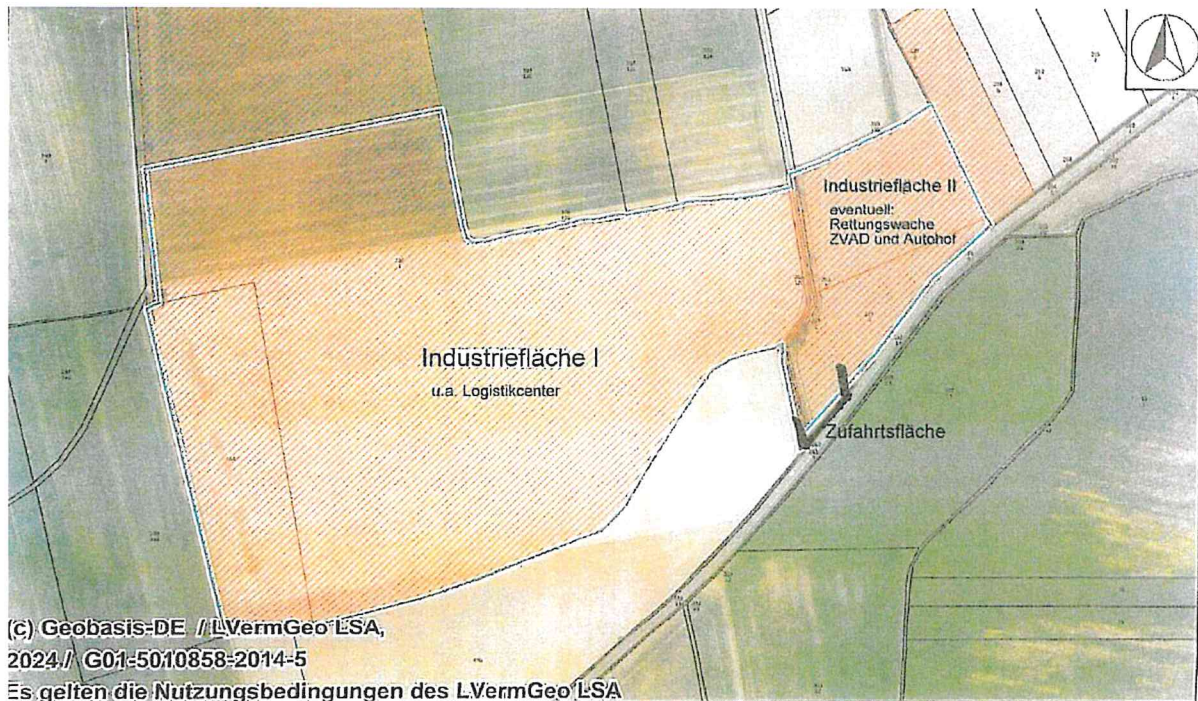 Industriefläche II
eventuell:
Rettungswache
ZVAD und Autohof
Industriefläche I
u.a. Logistikcenter
Zufahrtsfläche
(c) Geobasis-DE / LVermGeo LSA,
2024 / G01-5010858-2014-5
Es gelten die Nutzungsbedingungen des LVermGeo LSA